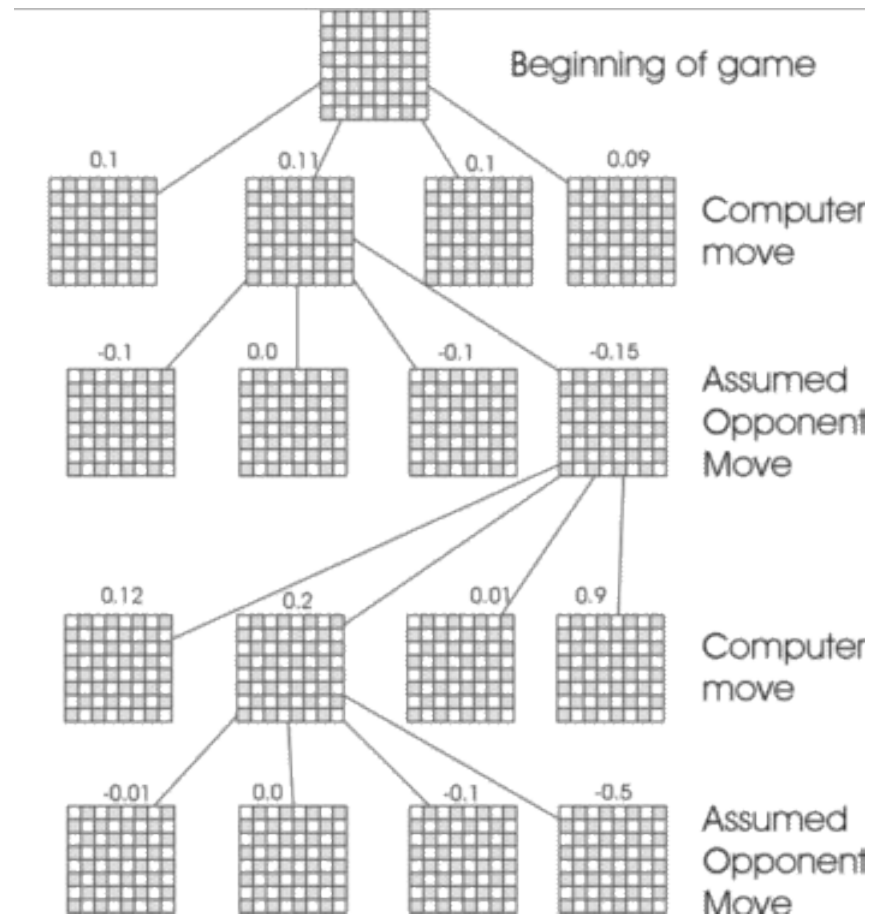 Beginning of game
0.1 0.11 0.1 0.09
Computer
move
-0.1 0.0 -0.1 -0.15
Assumed
Opponent
Move
0.12 0.2 0.01 0.9
Computer
move
-0.01 0.0 -0.1 -0.5
Assumed
Opponent
Move